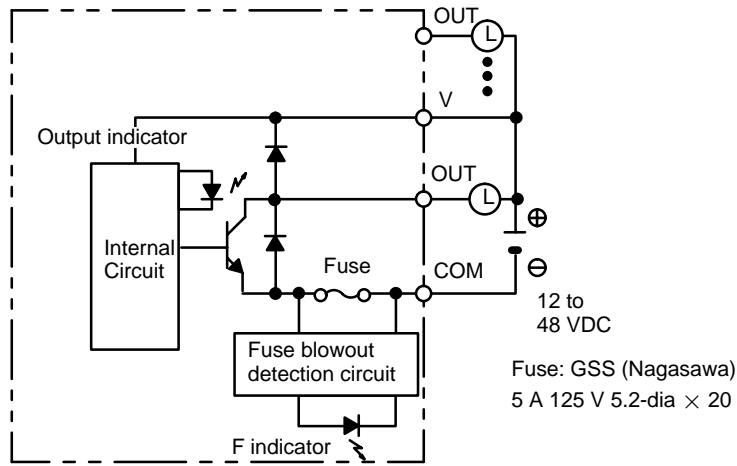 OUT
L
V
Output indicator
OUT
L
Internal
Circuit
Fuse
COM
⊕
⊖
12 to
48 VDC
Fuse blowout
detection circuit
Fuse: GSS (Nagasawa)
5 A 125 V 5.2-dia × 20
F indicator